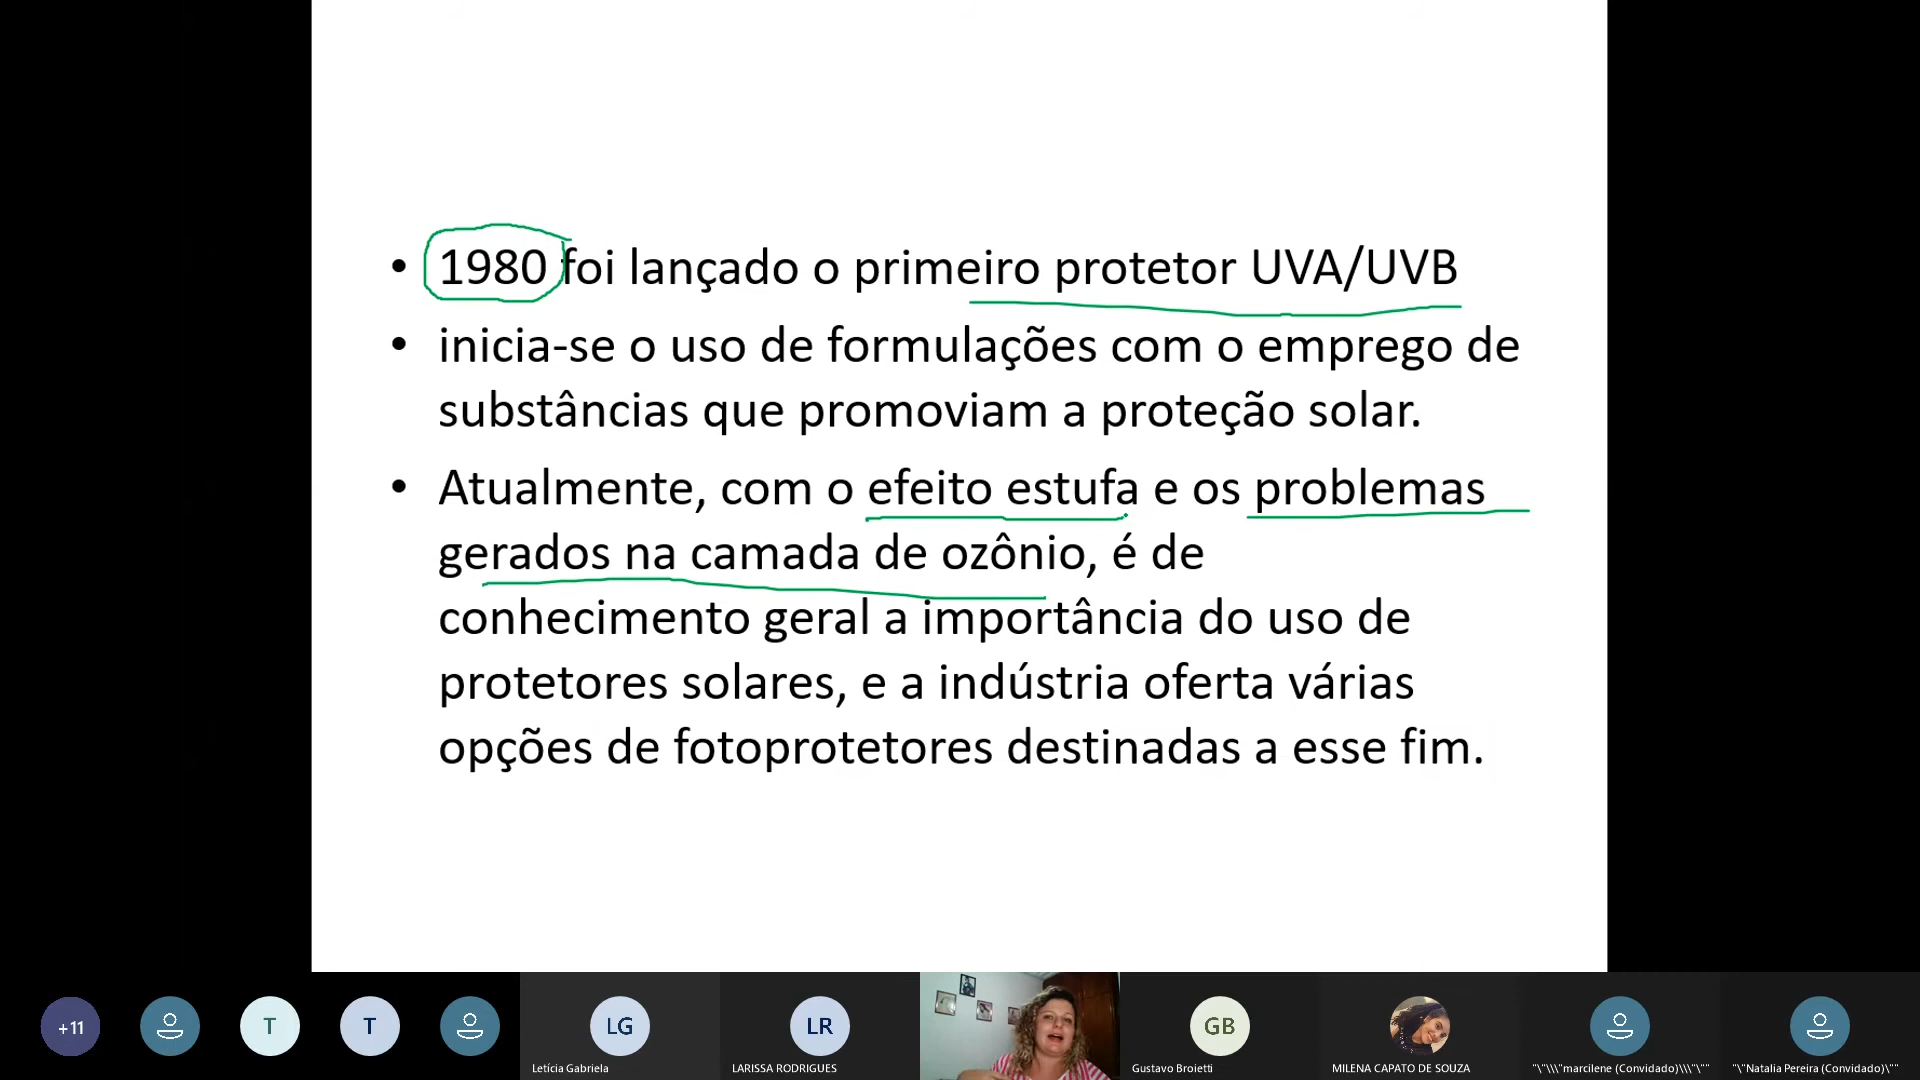 • 1980 foi lançado o primeiro protetor UVA/UVB
• inicia-se o uso de formulações com o emprego de
substâncias que promoviam a proteção solar.
• Atualmente, com o efeito estufa e os problemas
gerados na camada de ozônio, é de
conhecimento geral a importância do uso de
protetores solares, e a indústria oferta várias
opções de fotoprotetores destinadas a esse fim.
+11
T
T
LG
LR
GB
Letícia Gabriela
LARISSA RODRIGUES
Gustavo Broietti
MILENA CAPATO DE SOUZA
"\"\\\"marcilene (Convidado)\\\"\""
"\"Natalia Pereira (Convidado)\""